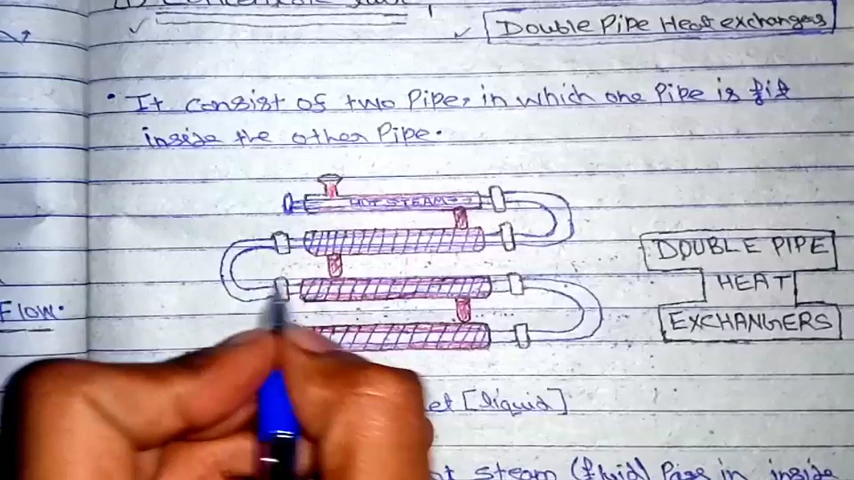 Double Pipe Heat exchangers
• It consist of two Pipe, in which one Pipe is fit
inside the other Pipe.
HOT STEAM
DOUBLE PIPE
HEAT
EXCHANGERS
Flow.
[liquid]
steam (fluid) Pass in inside